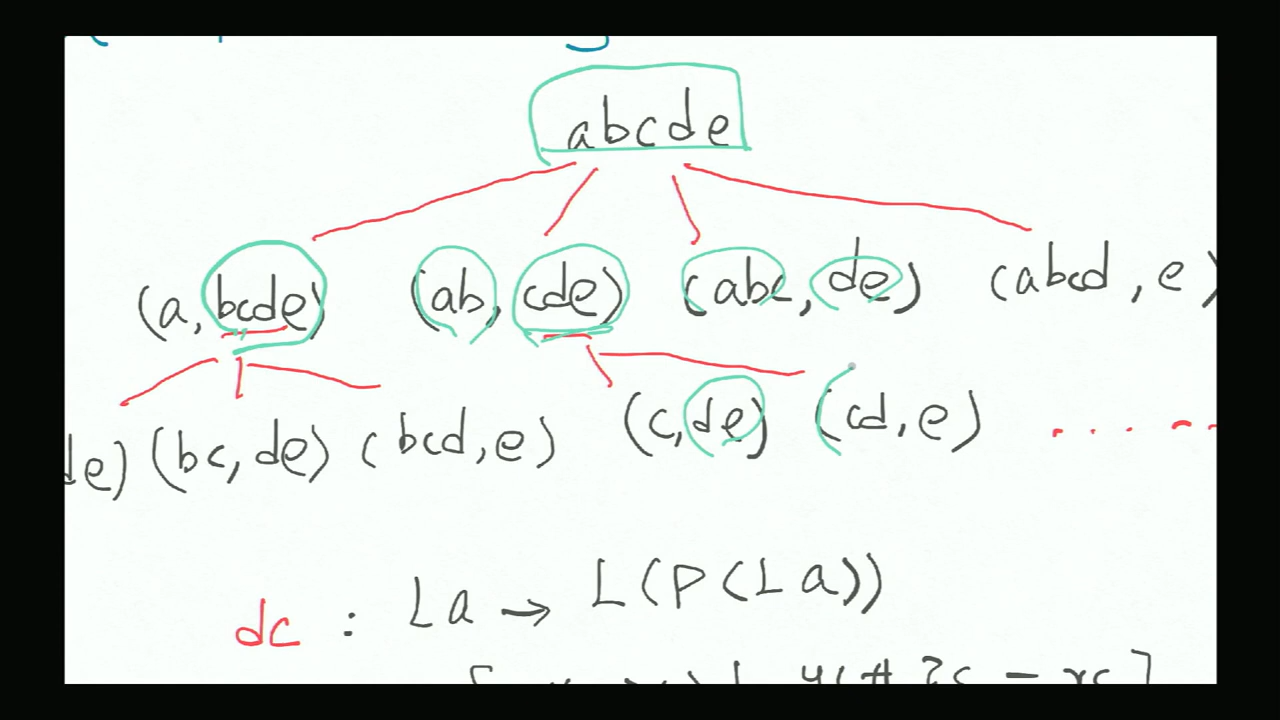 abcde
(a, bcde) (ab, cde) (abc, de) (abcd, e)
de) (bc, de) (bcd, e) (c, de) (cd, e) .....
dc : La → L(P(La))